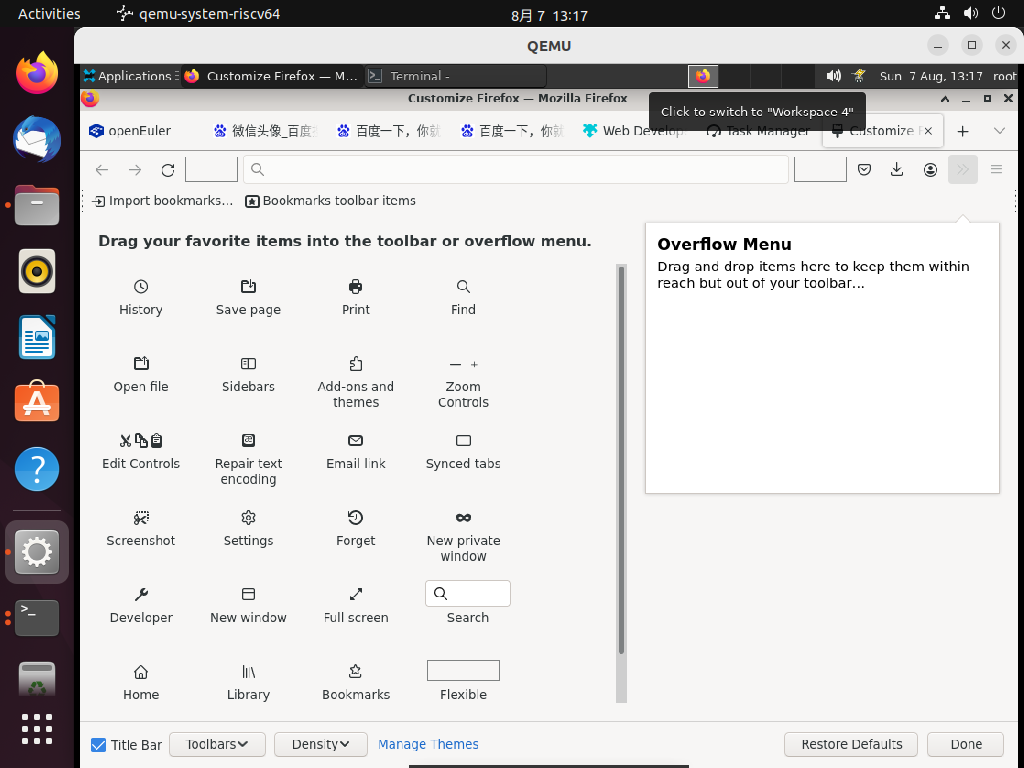 Activities
qemu-system-riscv64
8月 7 13:17
QEMU
Applications
Customize Firefox — M...
Terminal -
Sun 7 Aug, 13:17
root
Customize Firefox — Mozilla Firefox
Click to switch to "Workspace 4"
openEuler
微信头像_百度
百度一下，你就
百度一下，你就
Web Develop
Task Manager
Customize F
Import bookmarks...
Bookmarks toolbar items
Drag your favorite items into the toolbar or overflow menu.
Overflow Menu
Drag and drop items here to keep them within
reach but out of your toolbar...
History
Save page
Print
Find
Open file
Sidebars
Add-ons and
themes
Zoom
Controls
Edit Controls
Repair text
encoding
Email link
Synced tabs
Screenshot
Settings
Forget
New private
window
Developer
New window
Full screen
Search
Home
Library
Bookmarks
Flexible
Title Bar
Toolbars
Density
Manage Themes
Restore Defaults
Done